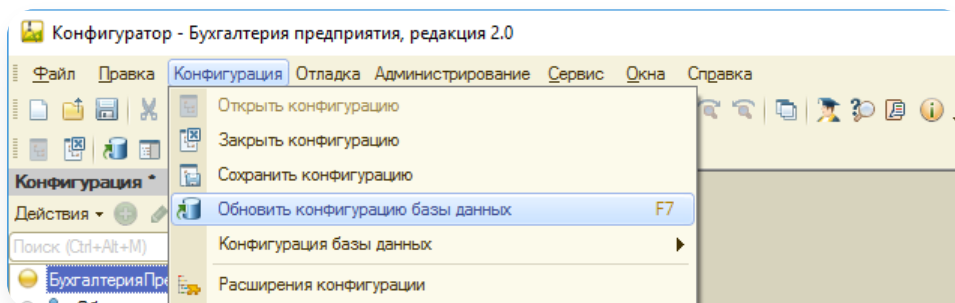 Конфигуратор - Бухгалтерия предприятия, редакция 2.0
Файл Правка Конфигурация Отладка Администрирование Сервис Окна Справка
Открыть конфигурацию
Закрыть конфигурацию
Конфигурация *
Сохранить конфигурацию
Действия
Обновить конфигурацию базы данных F7
Поиск (Ctrl+Alt+M)
Конфигурация базы данных
БухгалтерияПре
Расширения конфигурации